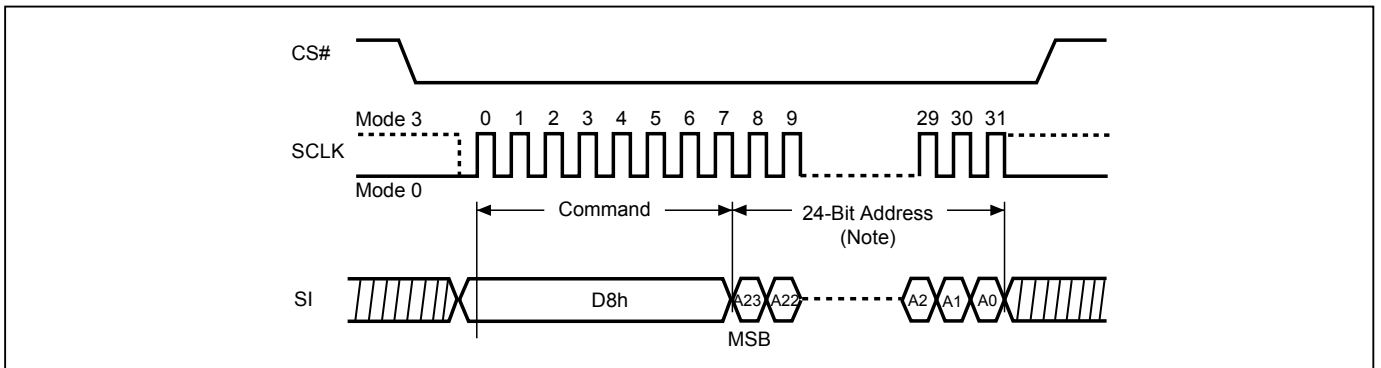 CS#
Mode 3
0 1 2 3 4 5 6 7 8 9 29 30 31
SCLK
Mode 0
Command
24-Bit Address
(Note)
SI
D8h
A23 A22 A2 A1 A0
MSB